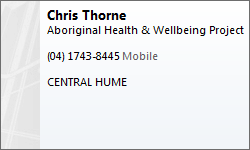 Chris Thorne
Aboriginal Health & Wellbeing Project
(04) 1743-8445 Mobile
CENTRAL HUME